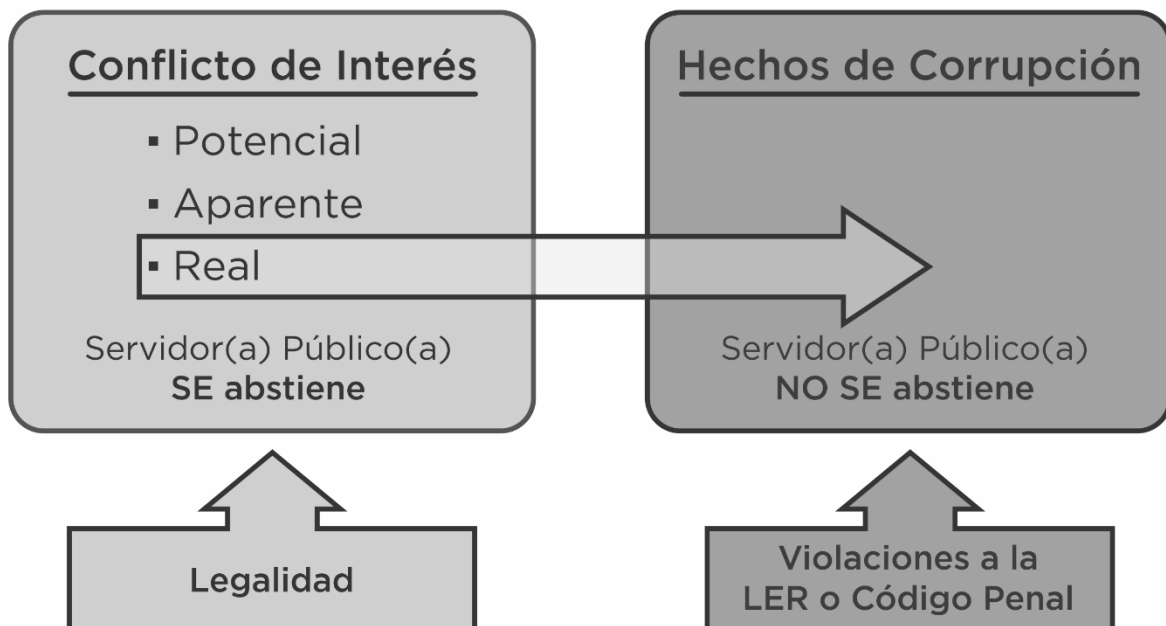 Conflicto de Interés
▪ Potencial
▪ Aparente
▪ Real
Servidor(a) Público(a)
SE abstiene
Legalidad
Hechos de Corrupción
Servidor(a) Público(a)
NO SE abstiene
Violaciones a la
LER o Código Penal